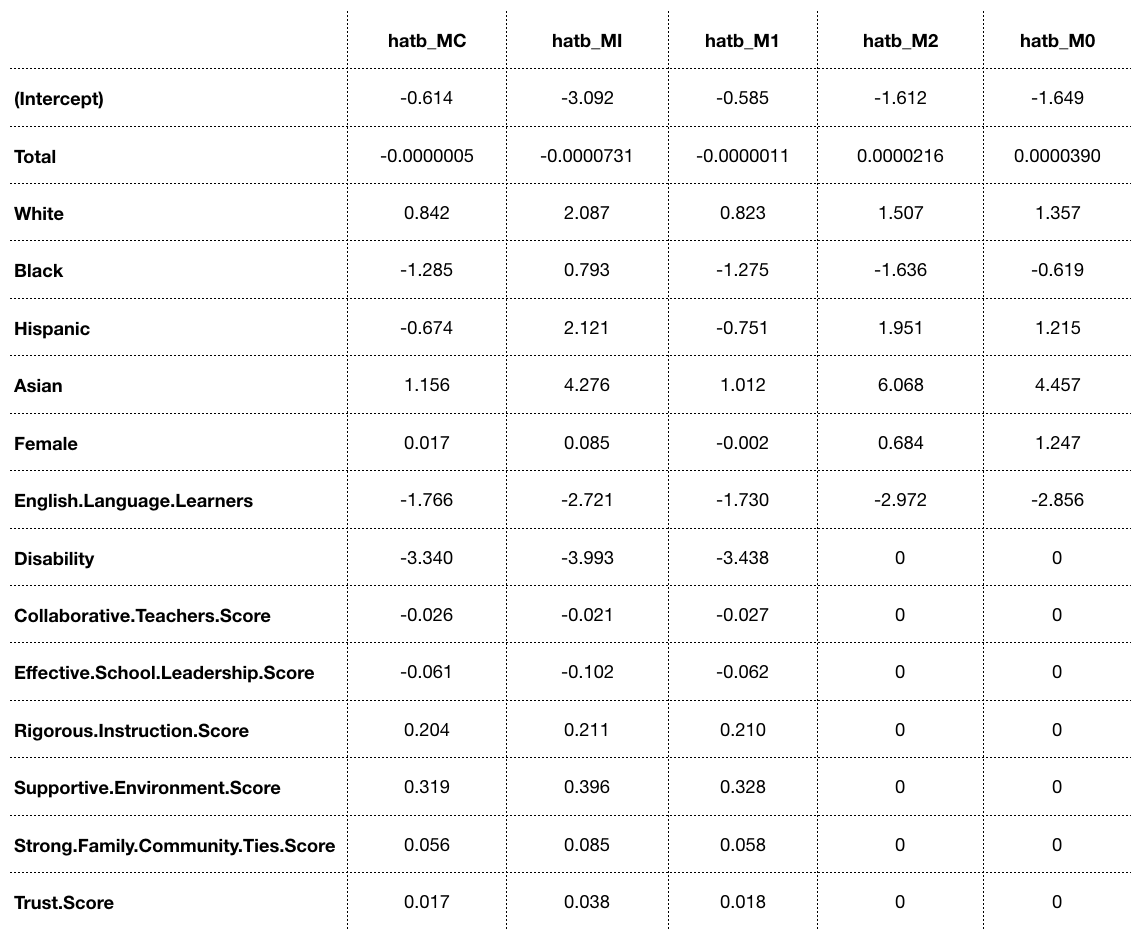 hatb_MC hatb_MI hatb_M1 hatb_M2 hatb_M0
(Intercept) -0.614 -3.092 -0.585 -1.612 -1.649
Total -0.0000005 -0.0000731 -0.0000011 0.0000216 0.0000390
White 0.842 2.087 0.823 1.507 1.357
Black -1.285 0.793 -1.275 -1.636 -0.619
Hispanic -0.674 2.121 -0.751 1.951 1.215
Asian 1.156 4.276 1.012 6.068 4.457
Female 0.017 0.085 -0.002 0.684 1.247
English.Language.Learners -1.766 -2.721 -1.730 -2.972 -2.856
Disability -3.340 -3.993 -3.438 0 0
Collaborative.Teachers.Score -0.026 -0.021 -0.027 0 0
Effective.School.Leadership.Score -0.061 -0.102 -0.062 0 0
Rigorous.Instruction.Score 0.204 0.211 0.210 0 0
Supportive.Environment.Score 0.319 0.396 0.328 0 0
Strong.Family.Community.Ties.Score 0.056 0.085 0.058 0 0
Trust.Score 0.017 0.038 0.018 0 0